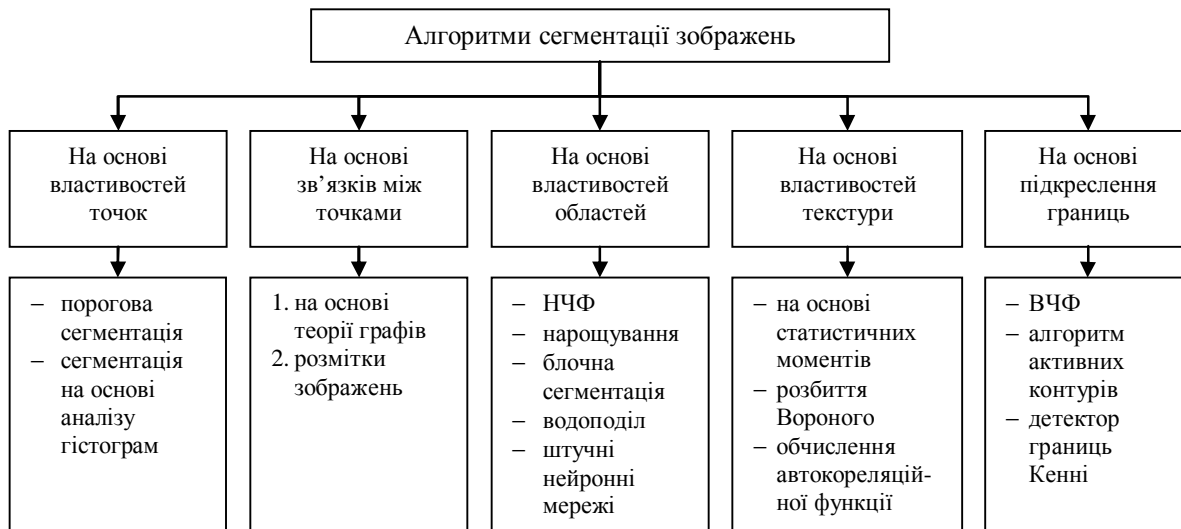 Алгоритми сегментації зображень
На основі
властивостей
точок
На основі
зв’язків між
точками
На основі
властивостей
областей
На основі
властивостей
текстури
На основі
підкреслення
границь
– порогова
сегментація
– сегментація
на основі
аналізу
гістограм
1. на основі
теорії графів
2. розмітки
зображень
– НЧФ
– нарощування
– блочна
сегментація
– водоподіл
– штучні
нейронні
мережі
– на основі
статистичних
моментів
– розбиття
Вороного
– обчислення
автокореляцій-
ної функції
– ВЧФ
– алгоритм
активних
контурів
– детектор
границь
Кенні